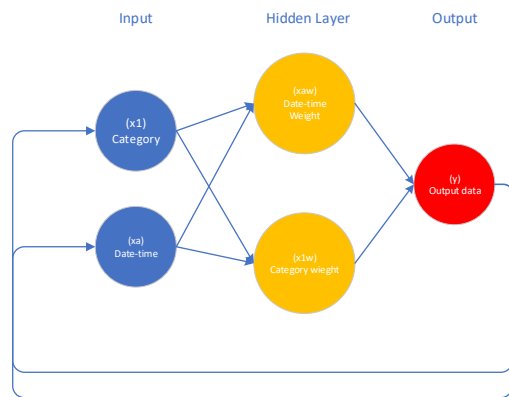 Input
Hidden Layer
Output
(x1)
Category
(xa)
Date-time
(xaw)
Date-time
Weight
(x1w)
Category wieght
(y)
Output data